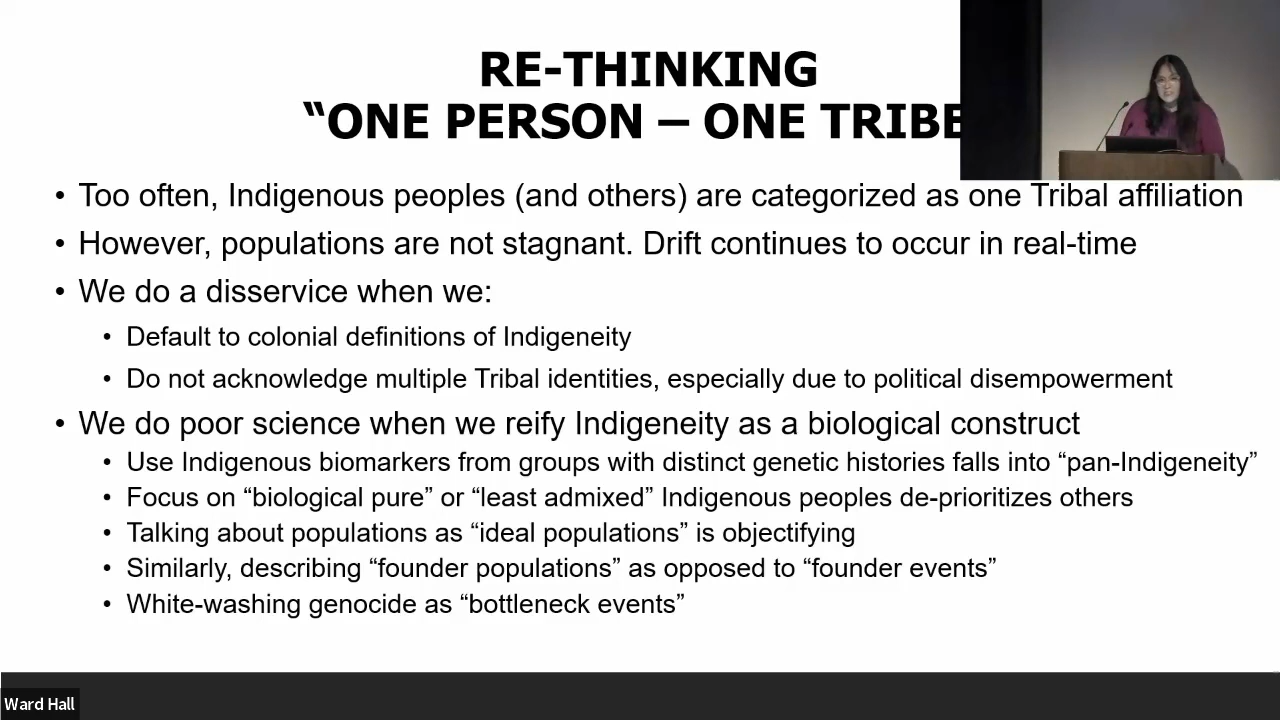 RE-THINKING
“ONE PERSON – ONE TRIBE
• Too often, Indigenous peoples (and others) are categorized as one Tribal affiliation
• However, populations are not stagnant. Drift continues to occur in real-time
• We do a disservice when we:
• Default to colonial definitions of Indigeneity
• Do not acknowledge multiple Tribal identities, especially due to political disempowerment
• We do poor science when we reify Indigeneity as a biological construct
• Use Indigenous biomarkers from groups with distinct genetic histories falls into “pan-Indigeneity”
• Focus on “biological pure” or “least admixed” Indigenous peoples de-prioritizes others
• Talking about populations as “ideal populations” is objectifying
• Similarly, describing “founder populations” as opposed to “founder events”
• White-washing genocide as “bottleneck events”
Ward Hall